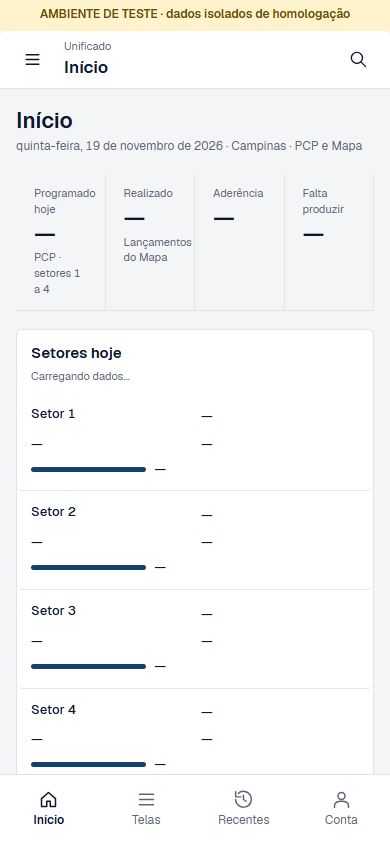 AMBIENTE DE TESTE · dados isolados de homologação
Unificado
Início
Início
quinta-feira, 19 de novembro de 2026 · Campinas · PCP e Mapa
Programado hoje
—
PCP · setores 1 a 4
Realizado
—
Lançamentos do Mapa
Aderência
—
Falta produzir
—
Setores hoje
Carregando dados…
Setor 1
—
—
—
—
Setor 2
—
—
—
—
Setor 3
—
—
—
—
Setor 4
—
—
—
—
Início
Telas
Recentes
Conta